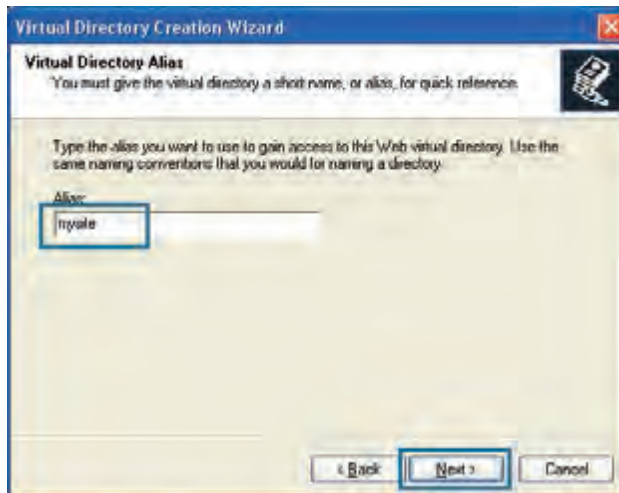 Virtual Directory Creation Wizard
Virtual Directory Alias
You must give the virtual directory a short name, or alias, for quick reference.
Type the alias you want to use to gain access to this Web virtual directory. Use the
same naming conventions that you would for naming a directory.
Alias:
mysite
< Back
Next >
Cancel